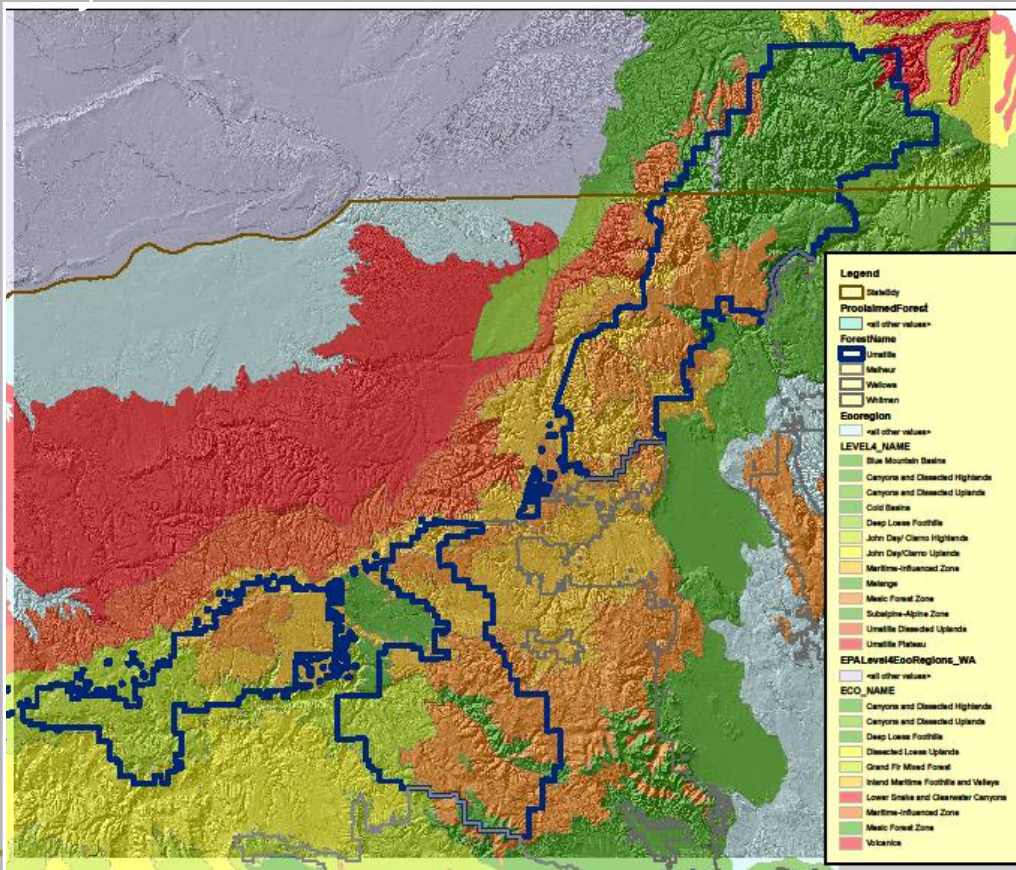 Legend
StateBdy
ProclaimedForest
<all other values>
ForestName
Umatilla
Malheur
Wallowa
Whitman
Ecoregion
<all other values>
LEVEL4_NAME
Blue Mountain Basins
Canyons and Dissected Highlands
Canyons and Dissected Uplands
Cold Basins
Deep Loess Foothills
John Day/ Clarno Highlands
John Day/Clarno Uplands
Maritime-Influenced Zone
Melange
Mesic Forest Zone
Subalpine-Alpine Zone
Umatilla Dissected Uplands
Umatilla Plateau
EPALevel4EcoRegions_WA
<all other values>
ECO_NAME
Canyons and Dissected Highlands
Canyons and Dissected Uplands
Deep Loess Foothills
Dissected Loess Uplands
Grand Fir Mixed Forest
Inland Maritime Foothills and Valleys
Lower Snake and Clearwater Canyons
Maritime-Influenced Zone
Mesic Forest Zone
Volcanics